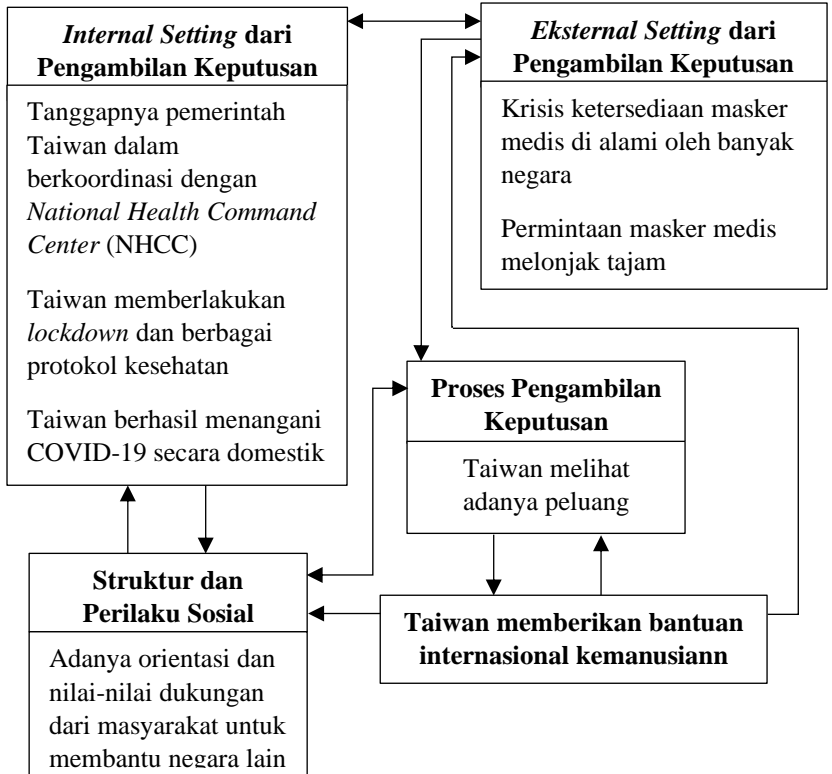 Internal Setting dari
Pengambilan Keputusan
Tanggapnya pemerintah
Taiwan dalam
berkoordinasi dengan
National Health Command
Center (NHCC)
Taiwan memberlakukan
lockdown dan berbagai
protokol kesehatan
Taiwan berhasil menangani
COVID-19 secara domestik
Eksternal Setting dari
Pengambilan Keputusan
Krisis ketersediaan masker
medis di alami oleh banyak
negara
Permintaan masker medis
melonjak tajam
Proses Pengambilan
Keputusan
Taiwan melihat
adanya peluang
Struktur dan
Perilaku Sosial
Adanya orientasi dan
nilai-nilai dukungan
dari masyarakat untuk
membantu negara lain
Taiwan memberikan bantuan
internasional kemanusiann